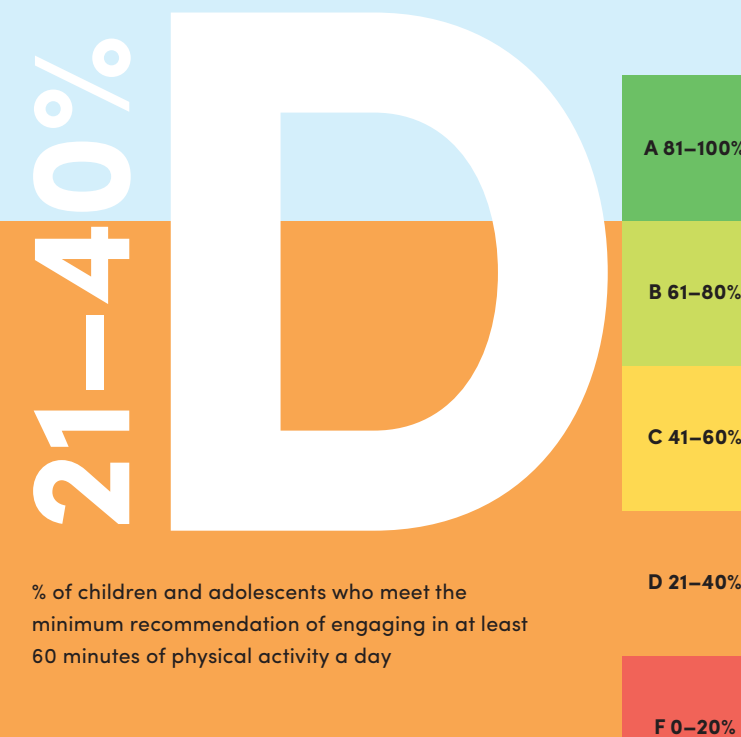 21–40%
D
% of children and adolescents who meet the
minimum recommendation of engaging in at least
60 minutes of physical activity a day
A 81–100%
B 61–80%
C 41–60%
D 21–40%
F 0–20%